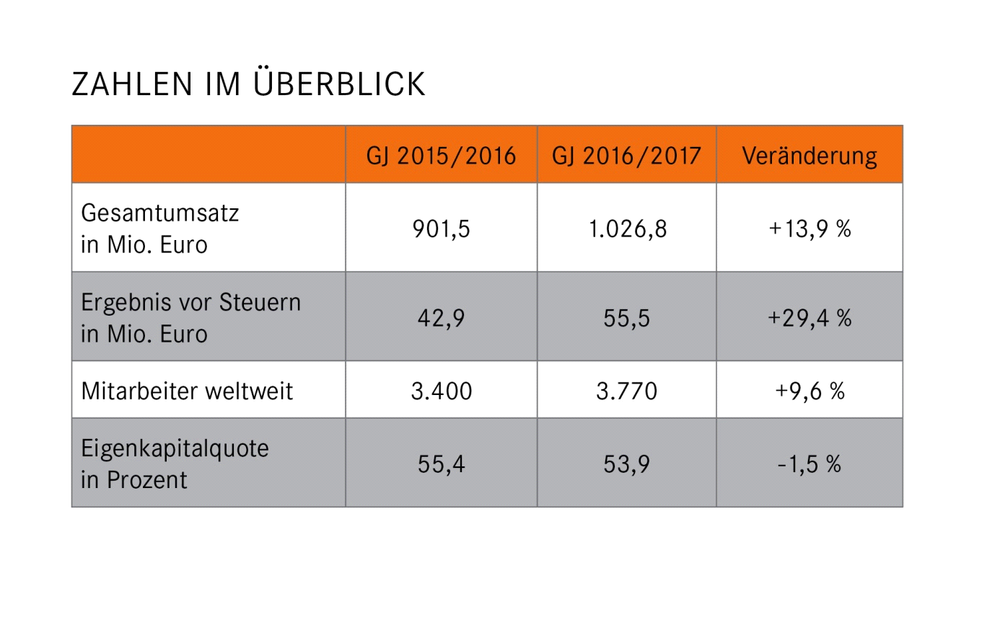 ZAHLEN IM ÜBERBLICK
GJ 2015/2016 GJ 2016/2017 Veränderung
Gesamtumsatz
in Mio. Euro 901,5 1.026,8 +13,9 %
Ergebnis vor Steuern
in Mio. Euro 42,9 55,5 +29,4 %
Mitarbeiter weltweit 3.400 3.770 +9,6 %
Eigenkapitalquote
in Prozent 55,4 53,9 -1,5 %